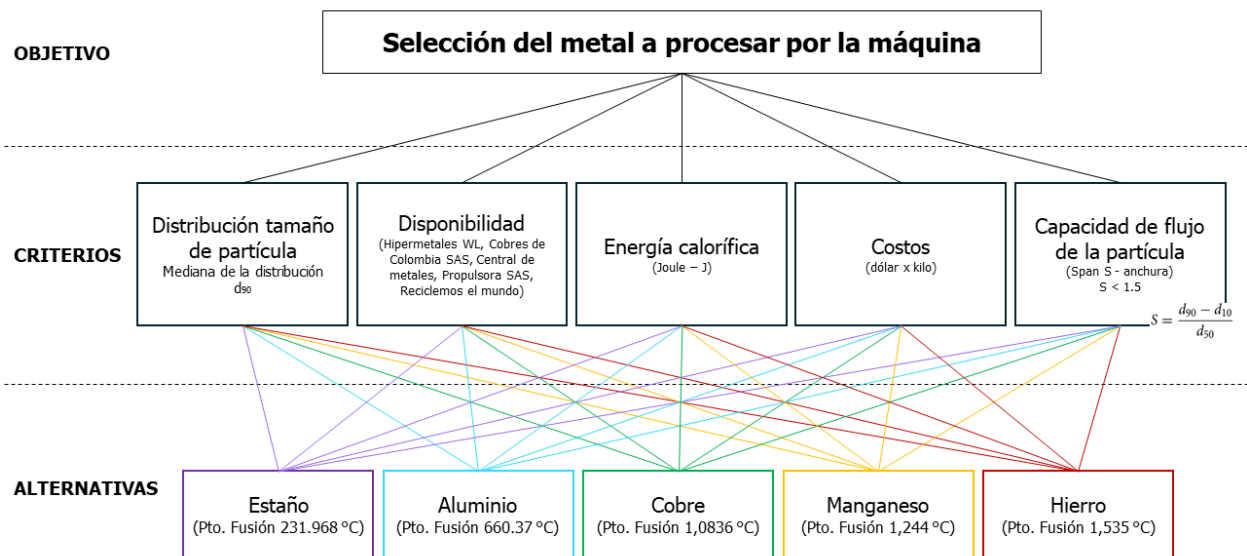 OBJETIVO
Selección del metal a procesar por la máquina
CRITERIOS
Distribución tamaño
de partícula
Mediana de la distribución
d₉₀
Disponibilidad
(Hipermetales WL, Cobres de
Colombia SAS, Central de
metales, Propulsora SAS,
Reciclemos el mundo)
Energía calorífica
(Joule – J)
Costos
(dólar x kilo)
Capacidad de flujo
de la partícula
(Span S - anchura)
S < 1.5
S = (d₉₀ − d₁₀) / d₅₀
ALTERNATIVAS
Estaño
(Pto. Fusión 231.968 °C)
Aluminio
(Pto. Fusión 660.37 °C)
Cobre
(Pto. Fusión 1,0836 °C)
Manganeso
(Pto. Fusión 1,244 °C)
Hierro
(Pto. Fusión 1,535 °C)